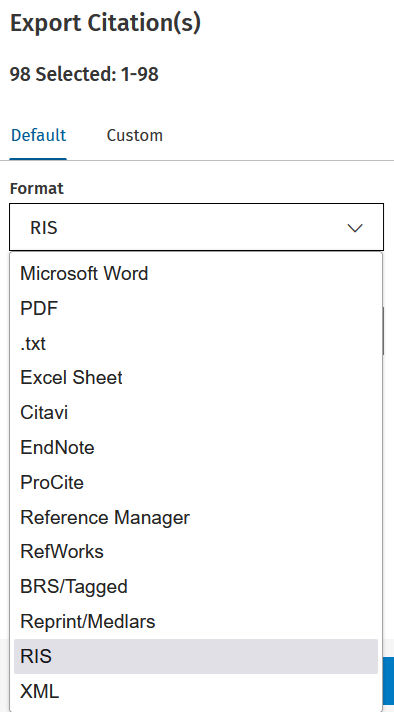 Export Citation(s)
98 Selected: 1-98
Default Custom
Format
RIS
Microsoft Word
PDF
.txt
Excel Sheet
Citavi
EndNote
ProCite
Reference Manager
RefWorks
BRS/Tagged
Reprint/Medlars
RIS
XML